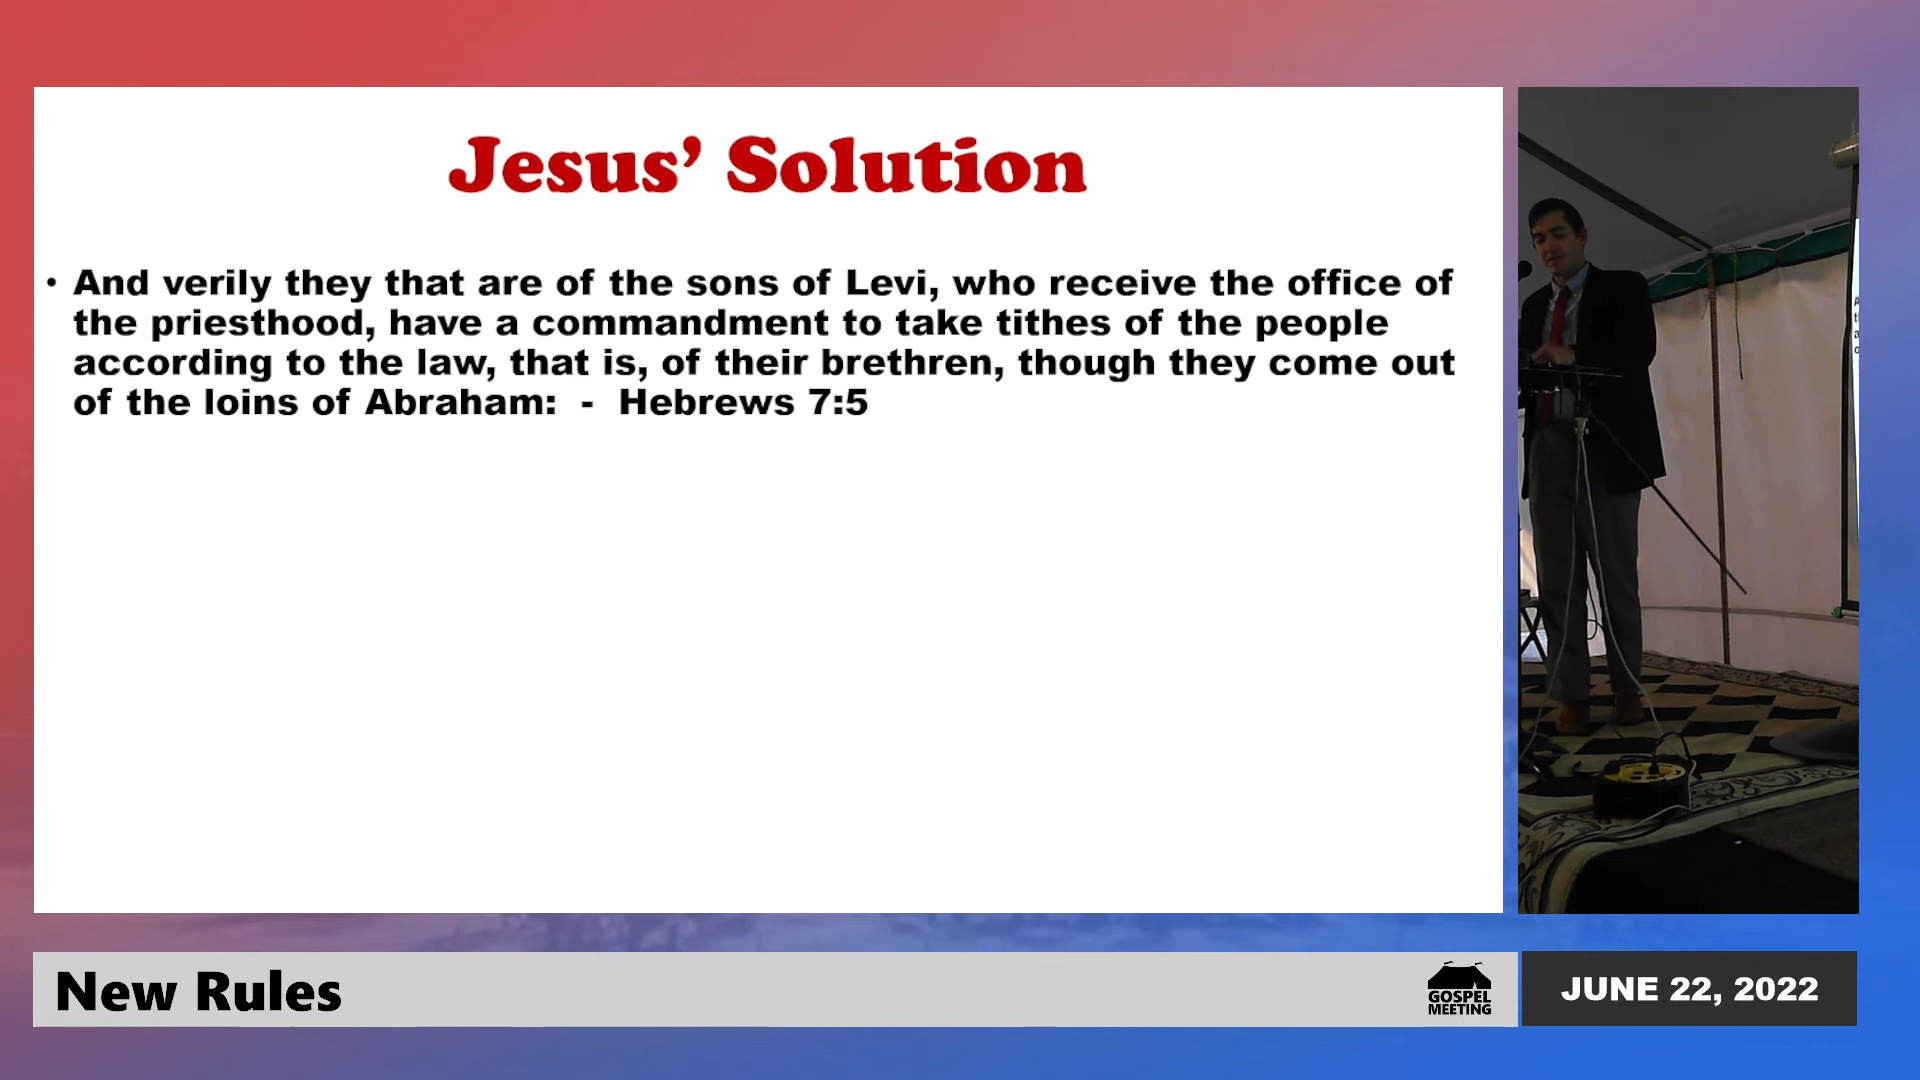 Jesus’ Solution
• And verily they that are of the sons of Levi, who receive the office of
the priesthood, have a commandment to take tithes of the people
according to the law, that is, of their brethren, though they come out
of the loins of Abraham:  -  Hebrews 7:5
New Rules
GOSPEL
MEETING
JUNE 22, 2022